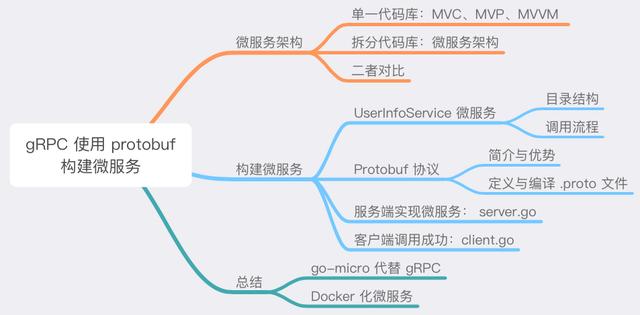 gRPC 使用 protobuf
构建微服务
微服务架构
单一代码库：MVC、MVP、MVVM
拆分代码库：微服务架构
二者对比
构建微服务
UserInfoService 微服务
目录结构
调用流程
Protobuf 协议
简介与优势
定义与编译 .proto 文件
服务端实现微服务： server.go
客户端调用成功：client.go
总结
go-micro 代替 gRPC
Docker 化微服务